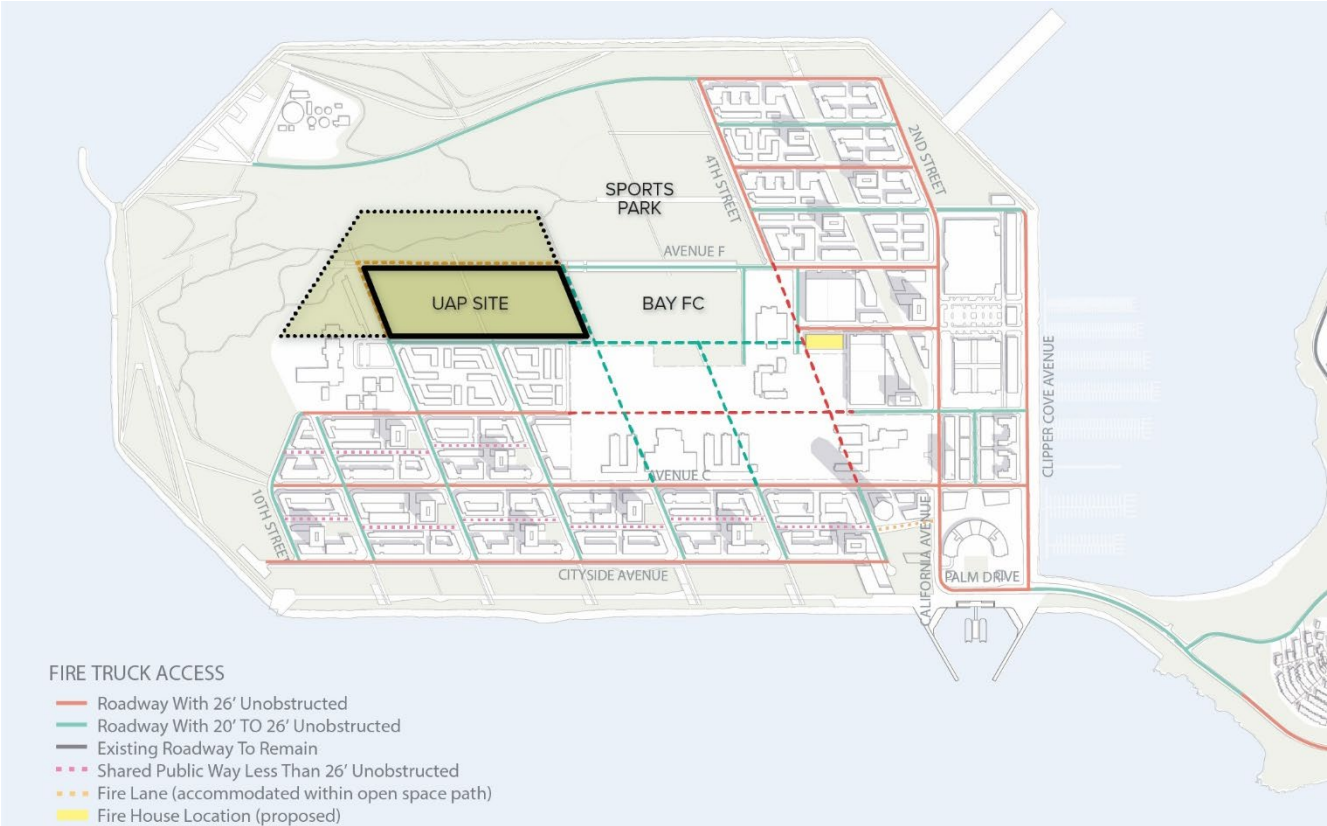 SPORTS
PARK
4TH STREET
2ND STREET
AVENUE F
UAP SITE
BAY FC
CLIPPER COVE AVENUE
AVENUE C
10TH STREET
CALIFORNIA AVENUE
CITYSIDE AVENUE
PALM DRIVE
FIRE TRUCK ACCESS
Roadway With 26' Unobstructed
Roadway With 20' TO 26' Unobstructed
Existing Roadway To Remain
Shared Public Way Less Than 26' Unobstructed
Fire Lane (accommodated within open space path)
Fire House Location (proposed)